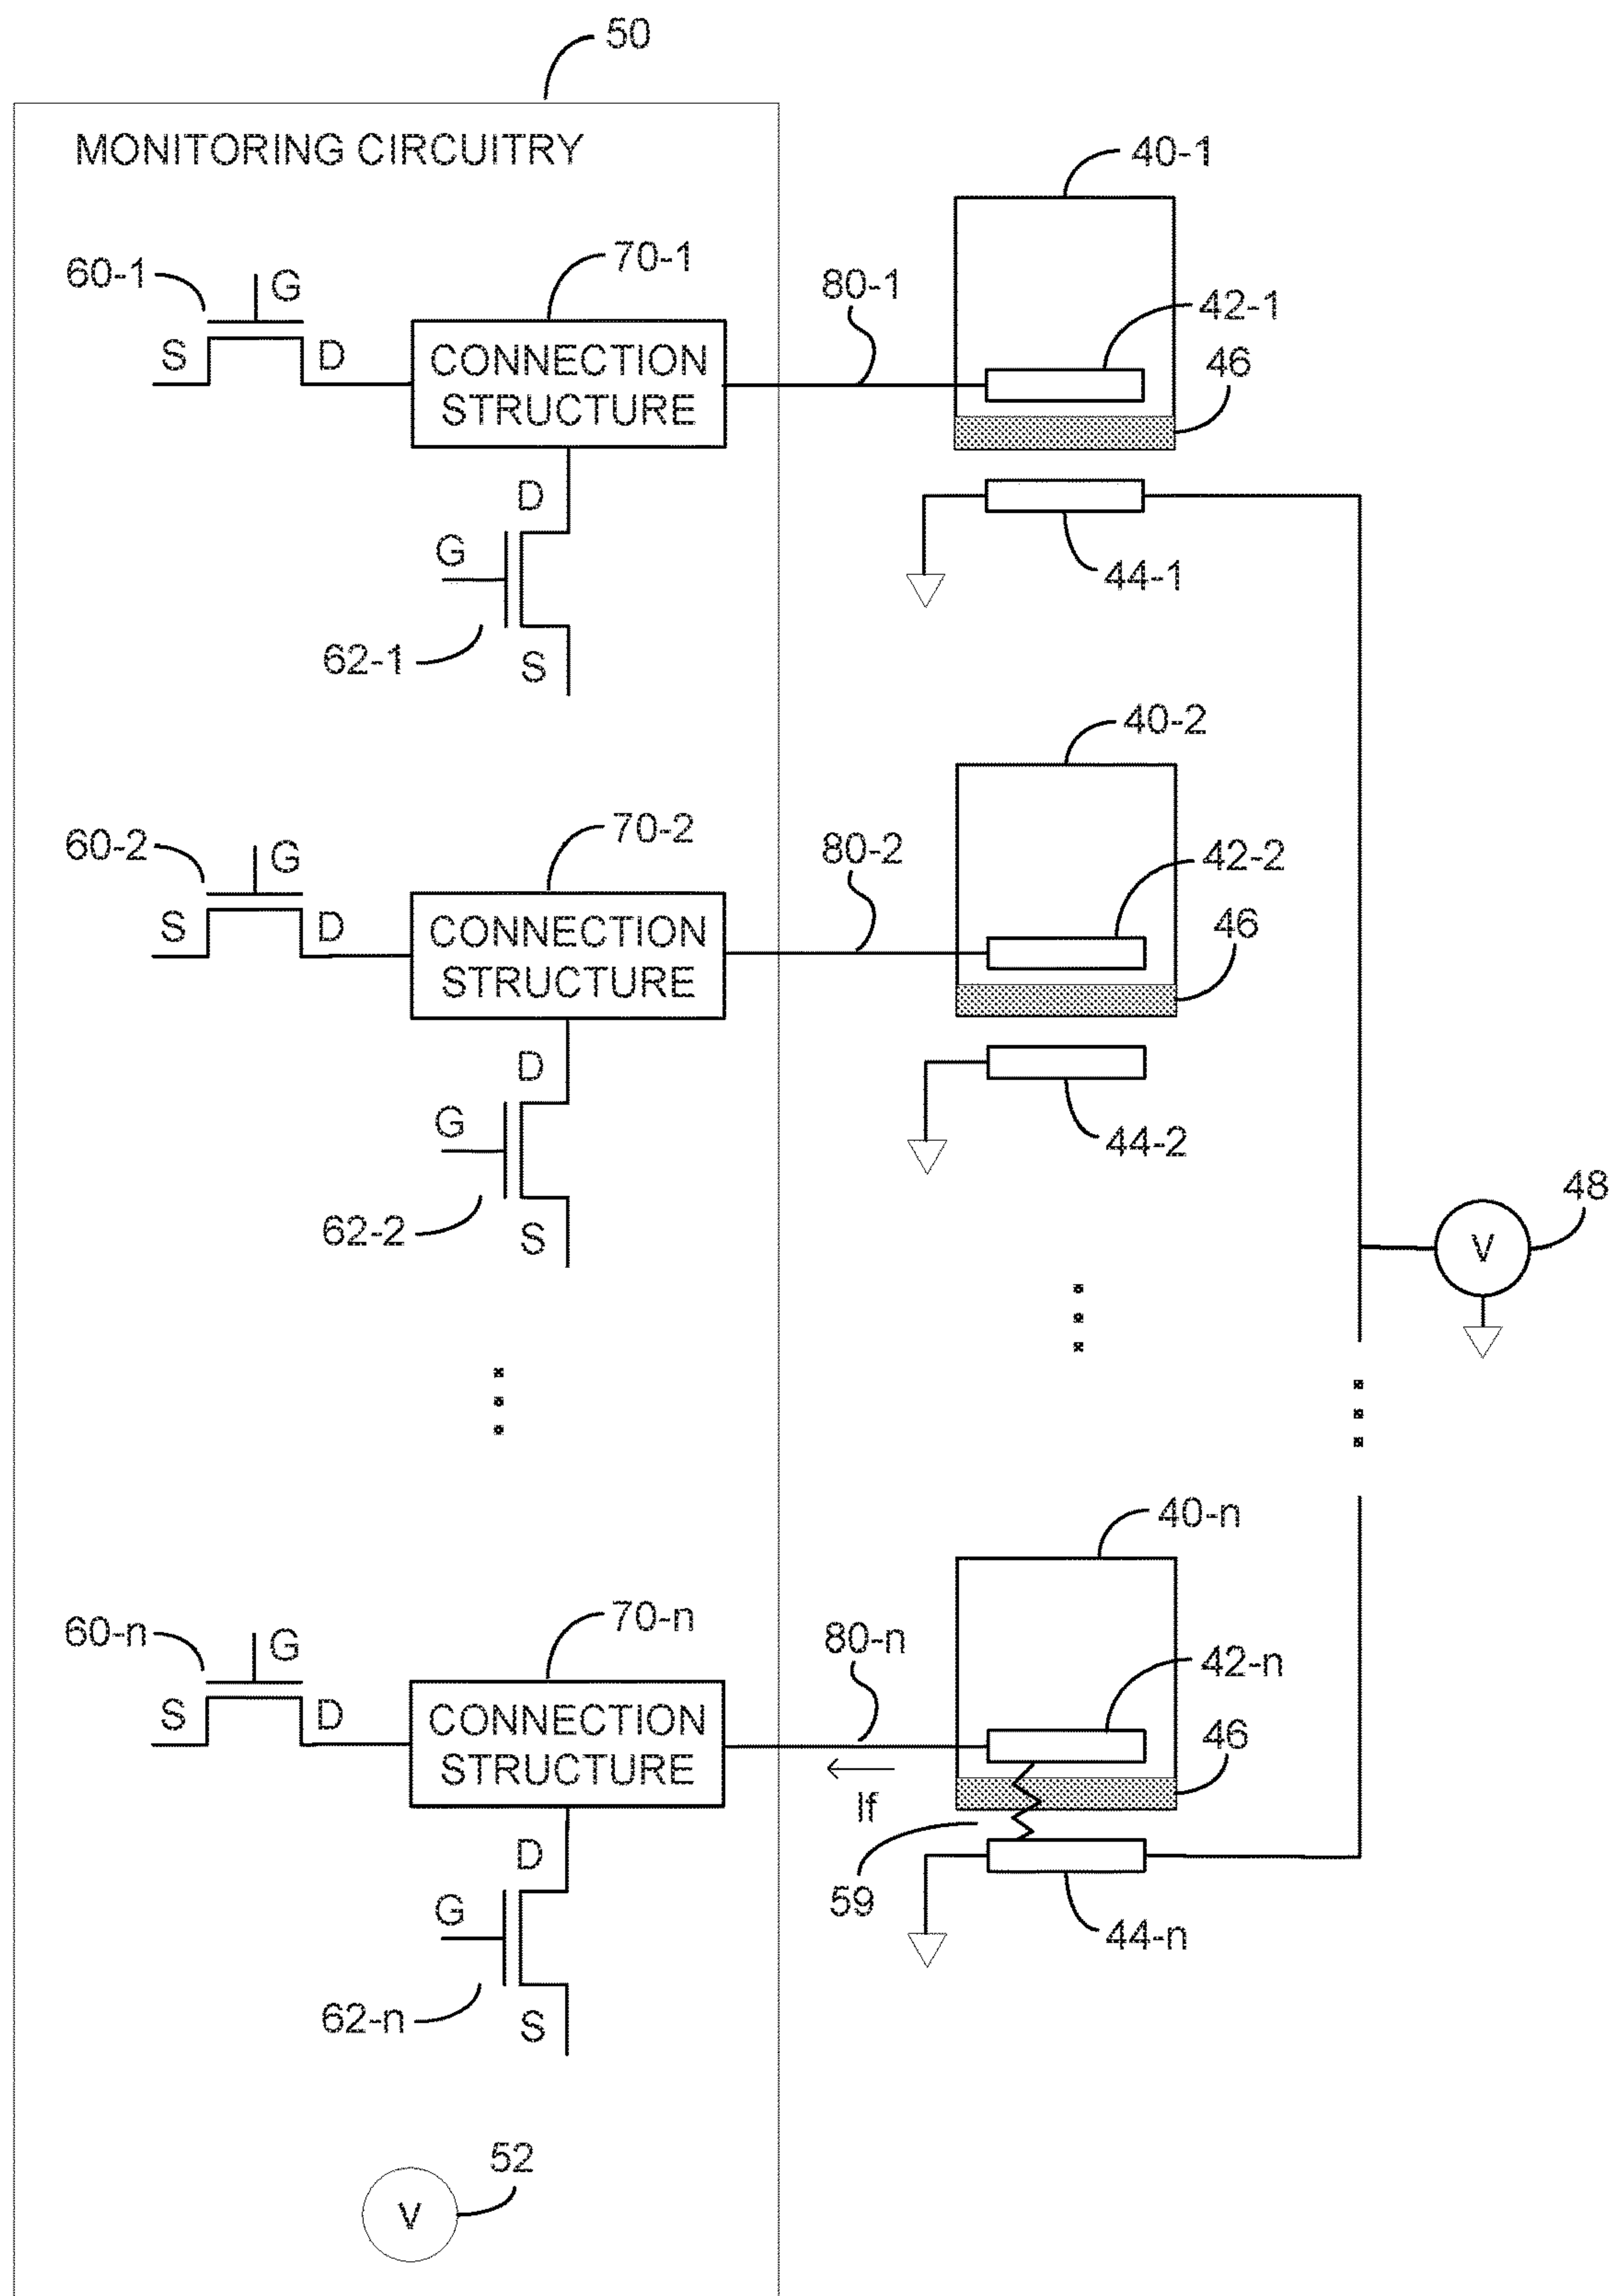 50
MONITORING CIRCUITRY
40-1
60-1
G
70-1
80-1
42-1
S
D
CONNECTION
STRUCTURE
46
D
G
44-1
62-1
S
40-2
60-2
G
70-2
80-2
42-2
S
D
CONNECTION
STRUCTURE
46
D
G
44-2
62-2
S
48
V
40-n
60-n
G
70-n
80-n
42-n
S
D
CONNECTION
STRUCTURE
46
If
D
59
G
44-n
62-n
S
52
V